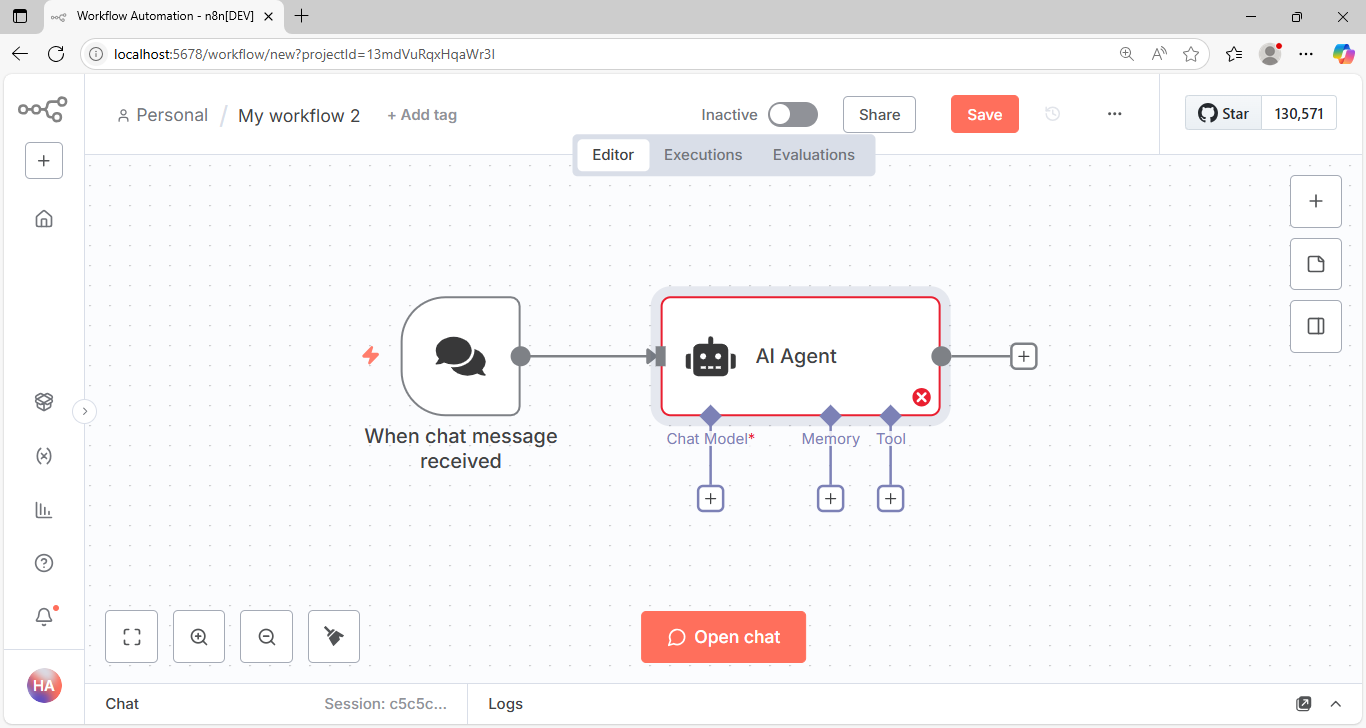 Workflow Automation - n8n[DEV]
localhost:5678/workflow/new?projectId=13mdVuRqxHqaWr3I
Personal / My workflow 2 + Add tag
Inactive
Share
Save
Star 130,571
Editor Executions Evaluations
AI Agent
Chat Model*
Memory
Tool
When chat message
received
Open chat
HA
Chat
Session: c5c5c...
Logs